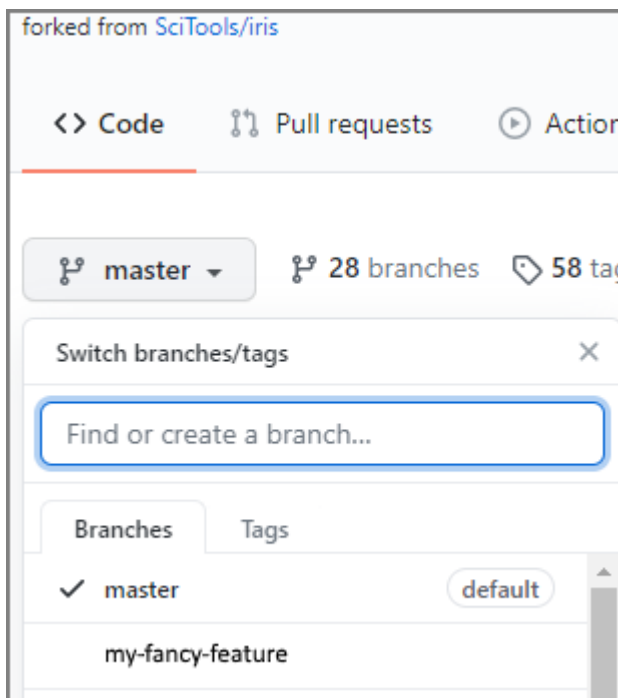 forked from SciTools/iris
<> Code Pull requests
master 28 branches 58
Switch branches/tags
Find or create a branch...
Branches Tags
master default
my-fancy-feature